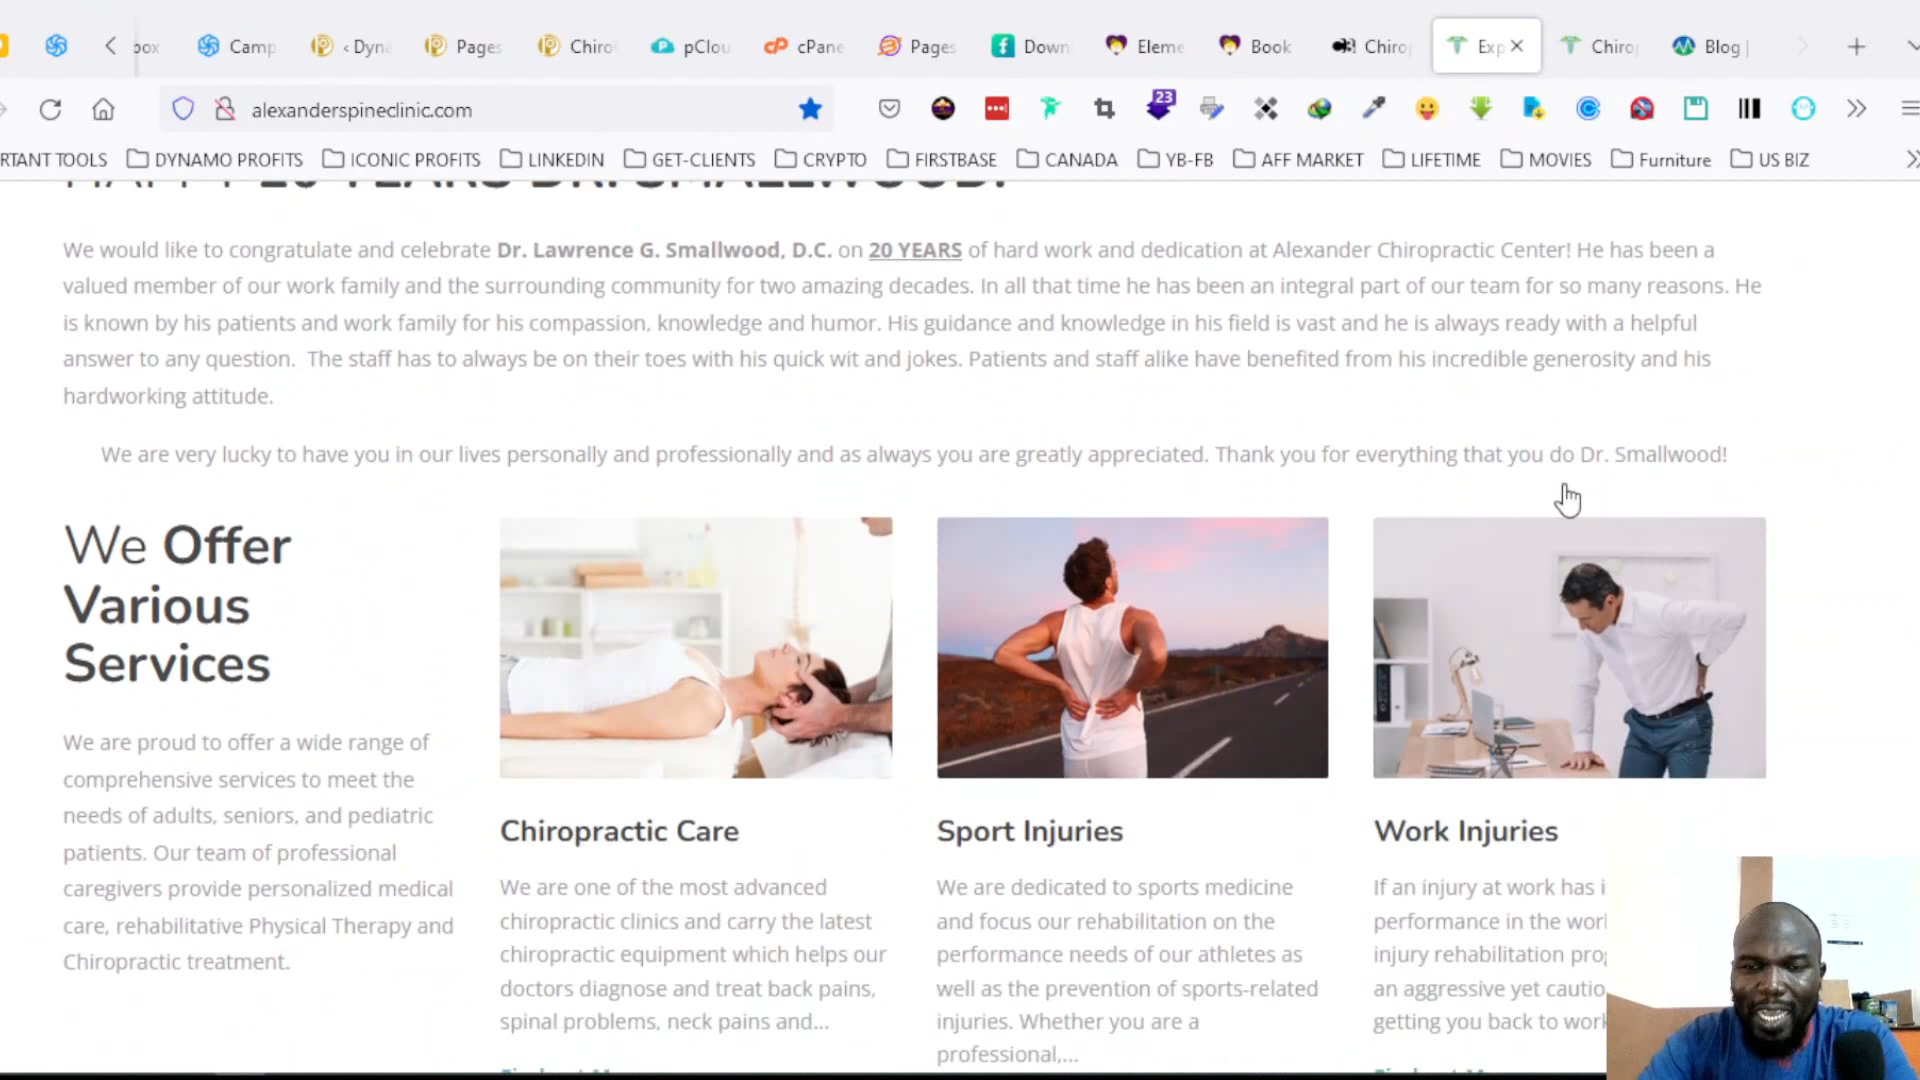 box Camp ‹ Dyna Pages Chiro pClou cPane Pages Down Eleme Book Chiro Exp Chiro Blog |
alexanderspineclinic.com 23
RTANT TOOLS DYNAMO PROFITS ICONIC PROFITS LINKEDIN GET-CLIENTS CRYPTO FIRSTBASE CANADA YB-FB AFF MARKET LIFETIME MOVIES Furniture US BIZ
HAPPY 20 YEARS DR. SMALLWOOD!
We would like to congratulate and celebrate Dr. Lawrence G. Smallwood, D.C. on 20 YEARS of hard work and dedication at Alexander Chiropractic Center! He has been a
valued member of our work family and the surrounding community for two amazing decades. In all that time he has been an integral part of our team for so many reasons. He
is known by his patients and work family for his compassion, knowledge and humor. His guidance and knowledge in his field is vast and he is always ready with a helpful
answer to any question. The staff has to always be on their toes with his quick wit and jokes. Patients and staff alike have benefited from his incredible generosity and his
hardworking attitude.
We are very lucky to have you in our lives personally and professionally and as always you are greatly appreciated. Thank you for everything that you do Dr. Smallwood!
We Offer
Various
Services
We are proud to offer a wide range of
comprehensive services to meet the
needs of adults, seniors, and pediatric
patients. Our team of professional
caregivers provide personalized medical
care, rehabilitative Physical Therapy and
Chiropractic treatment.
Chiropractic Care
We are one of the most advanced
chiropractic clinics and carry the latest
chiropractic equipment which helps our
doctors diagnose and treat back pains,
spinal problems, neck pains and...
Sport Injuries
We are dedicated to sports medicine
and focus our rehabilitation on the
performance needs of our athletes as
well as the prevention of sports-related
injuries. Whether you are a
professional,...
Work Injuries
If an injury at work has i
performance in the wor
injury rehabilitation pro
an aggressive yet cautio
getting you back to work